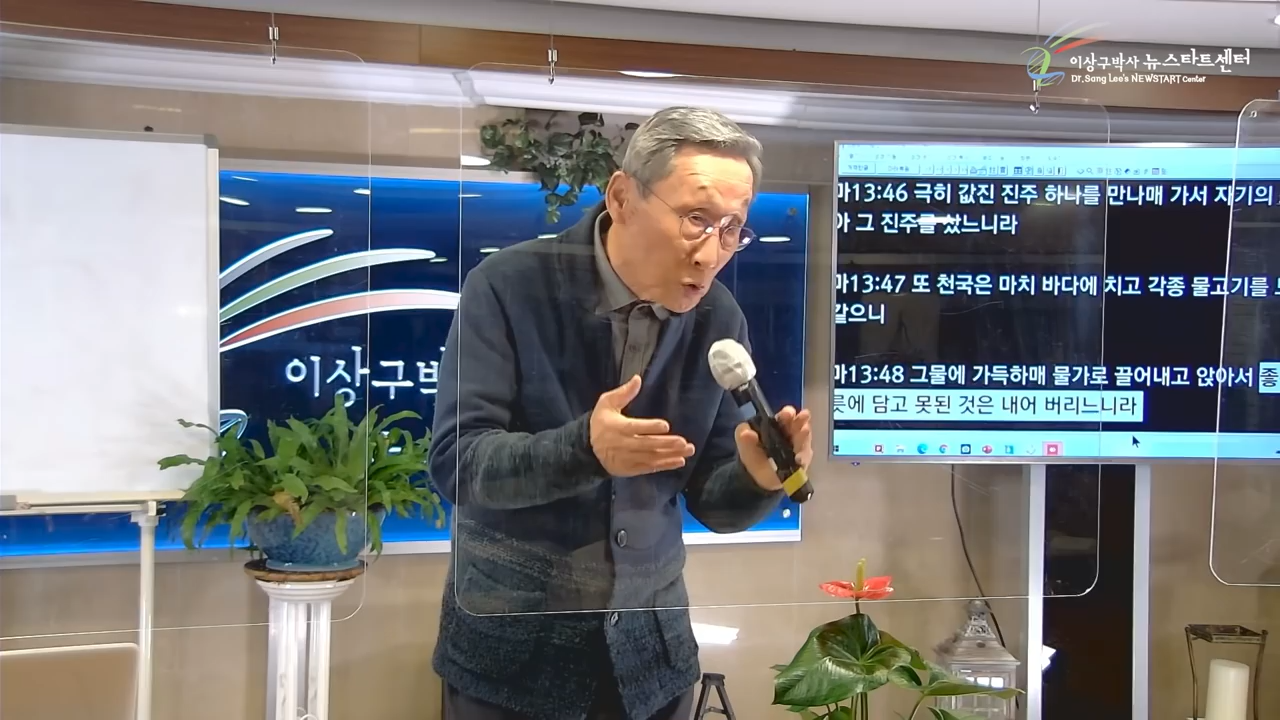 이상구박사 뉴스타트센터
Dr. Sang Lee's NEWSTART Center
이상구박
마13:46 극히 값진 진주 하나를 만나매 가서 자기의
아 그 진주를 샀느니라
마13:47 또 천국은 마치 바다에 치고 각종 물고기를
같으니
마13:48 그물에 가득하매 물가로 끌어내고 앉아서 좋
릇에 담고 못된 것은 내어 버리느니라